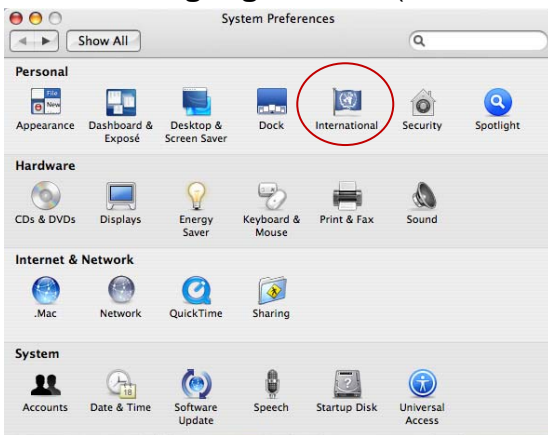 System Preferences
Show All
Personal
File
New
Appearance
Dashboard &
Exposé
Desktop &
Screen Saver
Dock
International
Security
Spotlight
Hardware
CDs & DVDs
Displays
Energy
Saver
Keyboard &
Mouse
Print & Fax
Sound
Internet & Network
.Mac
Network
QuickTime
Sharing
System
18
?
Accounts
Date & Time
Software
Update
Speech
Startup Disk
Universal
Access